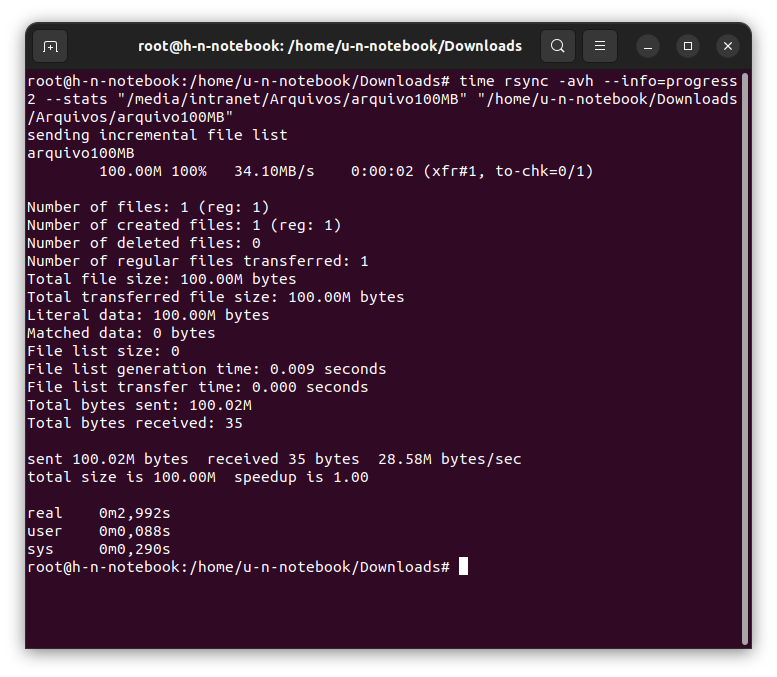 root@h-n-notebook: /home/u-n-notebook/Downloads
root@h-n-notebook:/home/u-n-notebook/Downloads# time rsync -avh --info=progress
2 --stats "/media/intranet/Arquivos/arquivo100MB" "/home/u-n-notebook/Downloads
/Arquivos/arquivo100MB"
sending incremental file list
arquivo100MB
        100.00M 100%   34.10MB/s    0:00:02 (xfr#1, to-chk=0/1)

Number of files: 1 (reg: 1)
Number of created files: 1 (reg: 1)
Number of deleted files: 0
Number of regular files transferred: 1
Total file size: 100.00M bytes
Total transferred file size: 100.00M bytes
Literal data: 100.00M bytes
Matched data: 0 bytes
File list size: 0
File list generation time: 0.009 seconds
File list transfer time: 0.000 seconds
Total bytes sent: 100.02M
Total bytes received: 35

sent 100.02M bytes  received 35 bytes  28.58M bytes/sec
total size is 100.00M  speedup is 1.00

real    0m2,992s
user    0m0,088s
sys     0m0,290s
root@h-n-notebook:/home/u-n-notebook/Downloads#